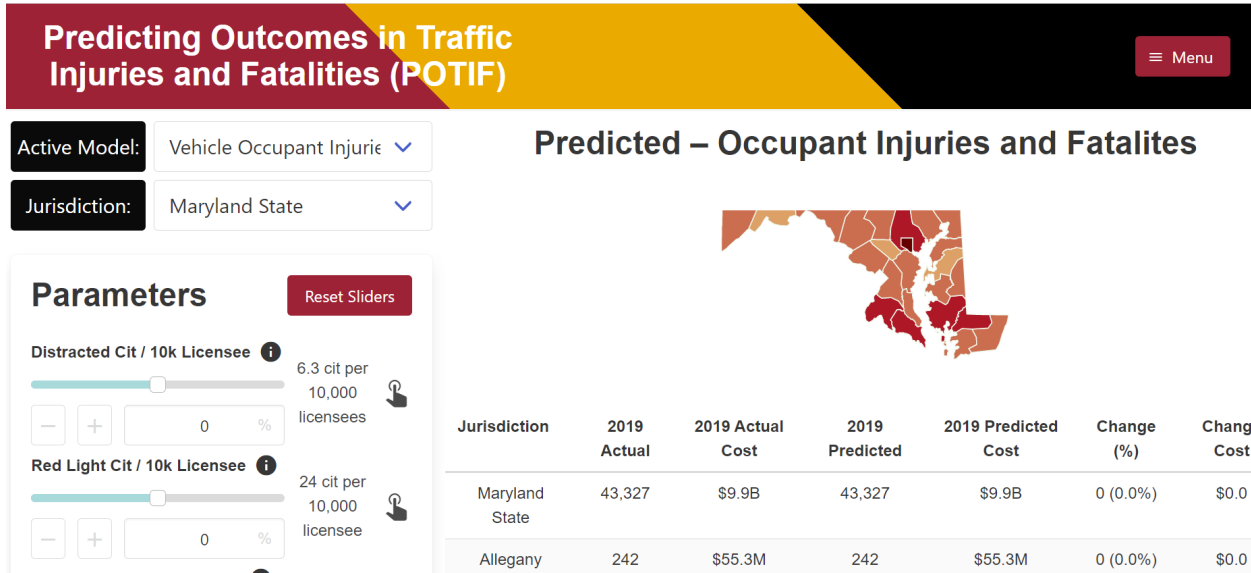 Predicting Outcomes in Traffic
Injuries and Fatalities (POTIF)
Menu
Active Model:
Vehicle Occupant Injurie
Jurisdiction:
Maryland State
Predicted – Occupant Injuries and Fatalites
Parameters
Reset Sliders
Distracted Cit / 10k Licensee i
6.3 cit per
10,000
licensees
− + 0 %
Red Light Cit / 10k Licensee i
24 cit per
10,000
licensee
− + 0 %
Jurisdiction 2019 Actual 2019 Actual Cost 2019 Predicted 2019 Predicted Cost Change (%) Chang Cost
Maryland State 43,327 $9.9B 43,327 $9.9B 0 (0.0%) $0.0
Allegany 242 $55.3M 242 $55.3M 0 (0.0%) $0.0